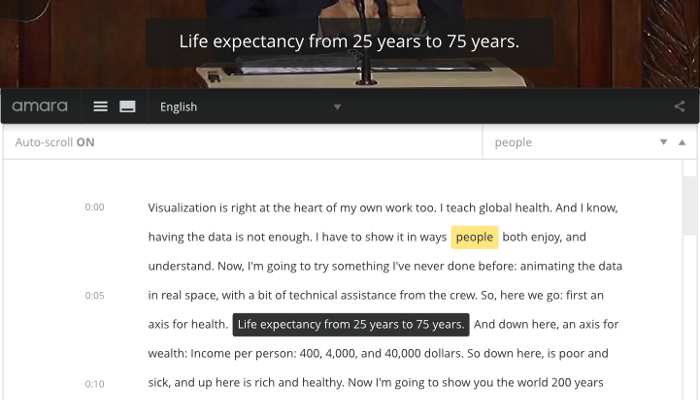 Life expectancy from 25 years to 75 years.
amara English
Auto-scroll ON people
0:00 Visualization is right at the heart of my own work too. I teach global health. And I know,
having the data is not enough. I have to show it in ways people both enjoy, and
understand. Now, I'm going to try something I've never done before: animating the data
0:05 in real space, with a bit of technical assistance from the crew. So, here we go: first an
axis for health. Life expectancy from 25 years to 75 years. And down here, an axis for
wealth: Income per person: 400, 4,000, and 40,000 dollars. So down here, is poor and
0:10 sick, and up here is rich and healthy. Now I'm going to show you the world 200 years